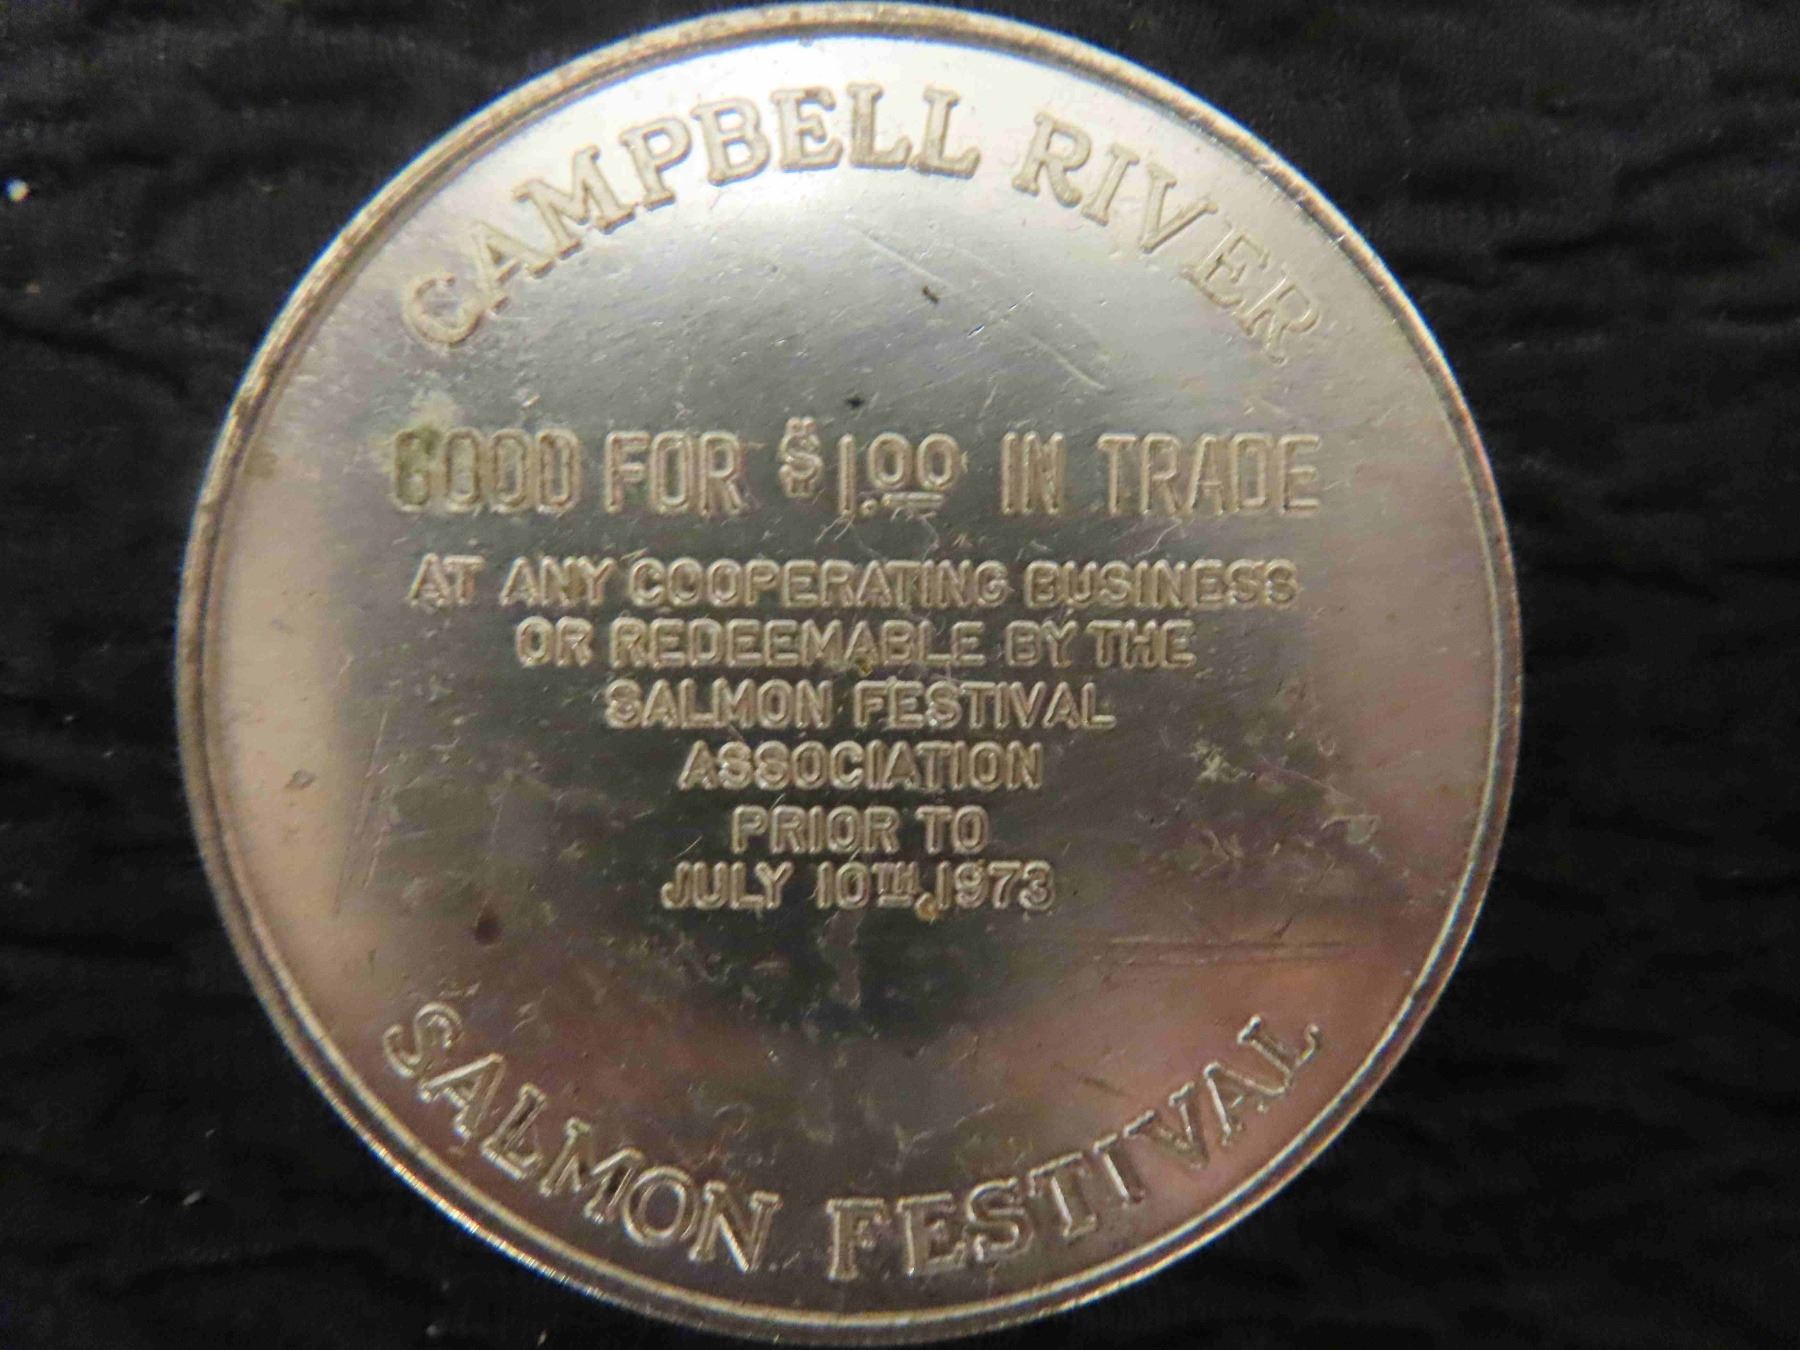 CAMPBELL RIVER
GOOD FOR $1.00 IN TRADE
AT ANY COOPERATING BUSINESS
OR REDEEMABLE BY THE
SALMON FESTIVAL
ASSOCIATION
PRIOR TO
JULY 10TH, 1973
SALMON FESTIVAL